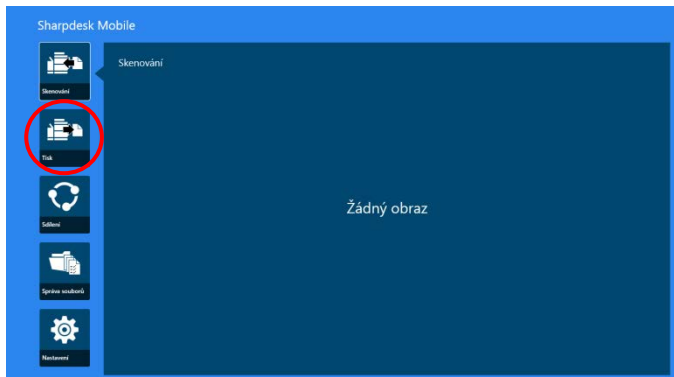 Sharpdesk Mobile
Skenování
Skenování
Tisk
Žádný obraz
Sdílení
Správa souborů
Nastavení